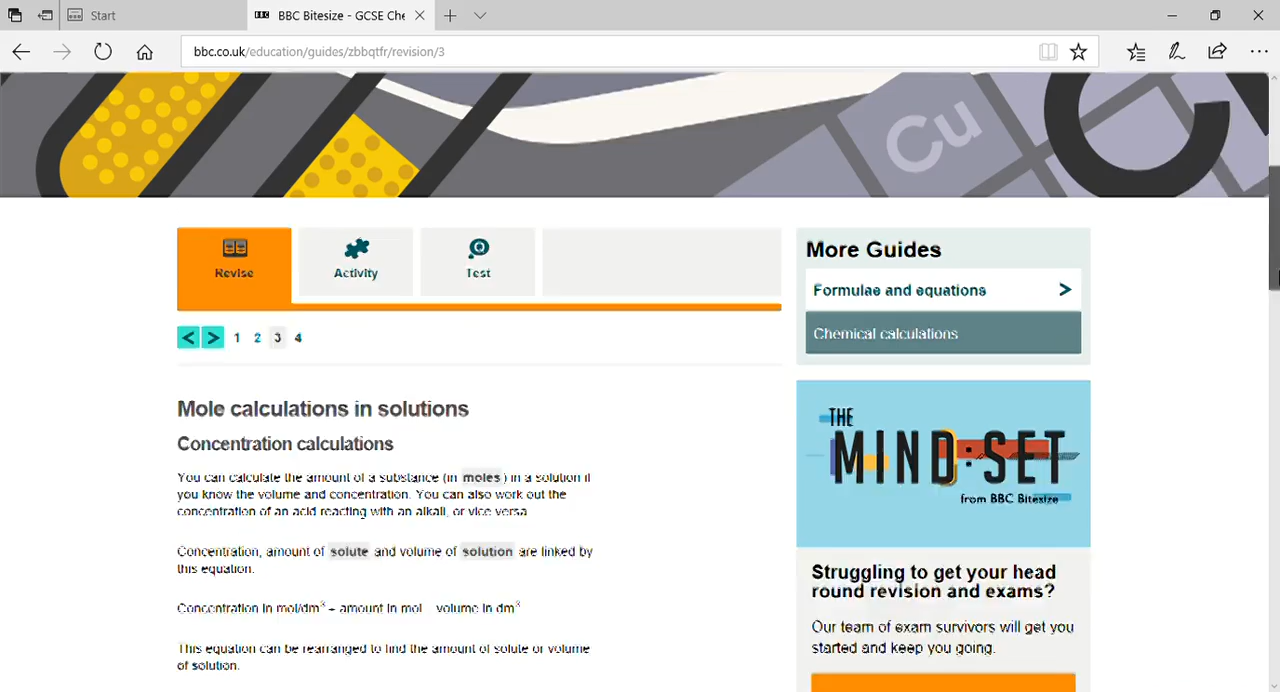 Start
BBC Bitesize - GCSE Che
bbc.co.uk/education/guides/zbbqtfr/revision/3
Cu
Revise
Activity
Test
< > 1 2 3 4
Mole calculations in solutions
Concentration calculations
You can calculate the amount of a substance (in moles) in a solution if
you know the volume and concentration. You can also work out the
concentration of an acid reacting with an alkali, or vice versa
Concentration, amount of solute and volume of solution are linked by
this equation.
Concentration in mol/dm³ = amount in mol volume in dm³
This equation can be rearranged to find the amount of solute or volume
of solution.
More Guides
Formulae and equations >
Chemical calculations
THE
MIND:SET
from BBC Bitesize
Struggling to get your head
round revision and exams?
Our team of exam survivors will get you
started and keep you going.